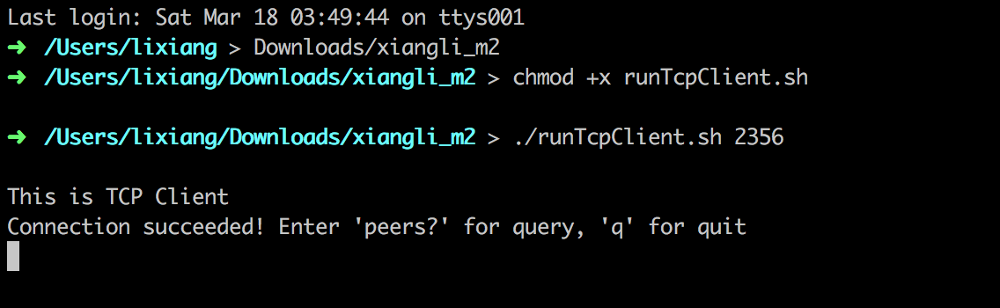 Last login: Sat Mar 18 03:49:44 on ttys001
➜ /Users/lixiang > Downloads/xiangli_m2
➜ /Users/lixiang/Downloads/xiangli_m2 > chmod +x runTcpClient.sh
➜ /Users/lixiang/Downloads/xiangli_m2 > ./runTcpClient.sh 2356
This is TCP Client
Connection succeeded! Enter 'peers?' for query, 'q' for quit